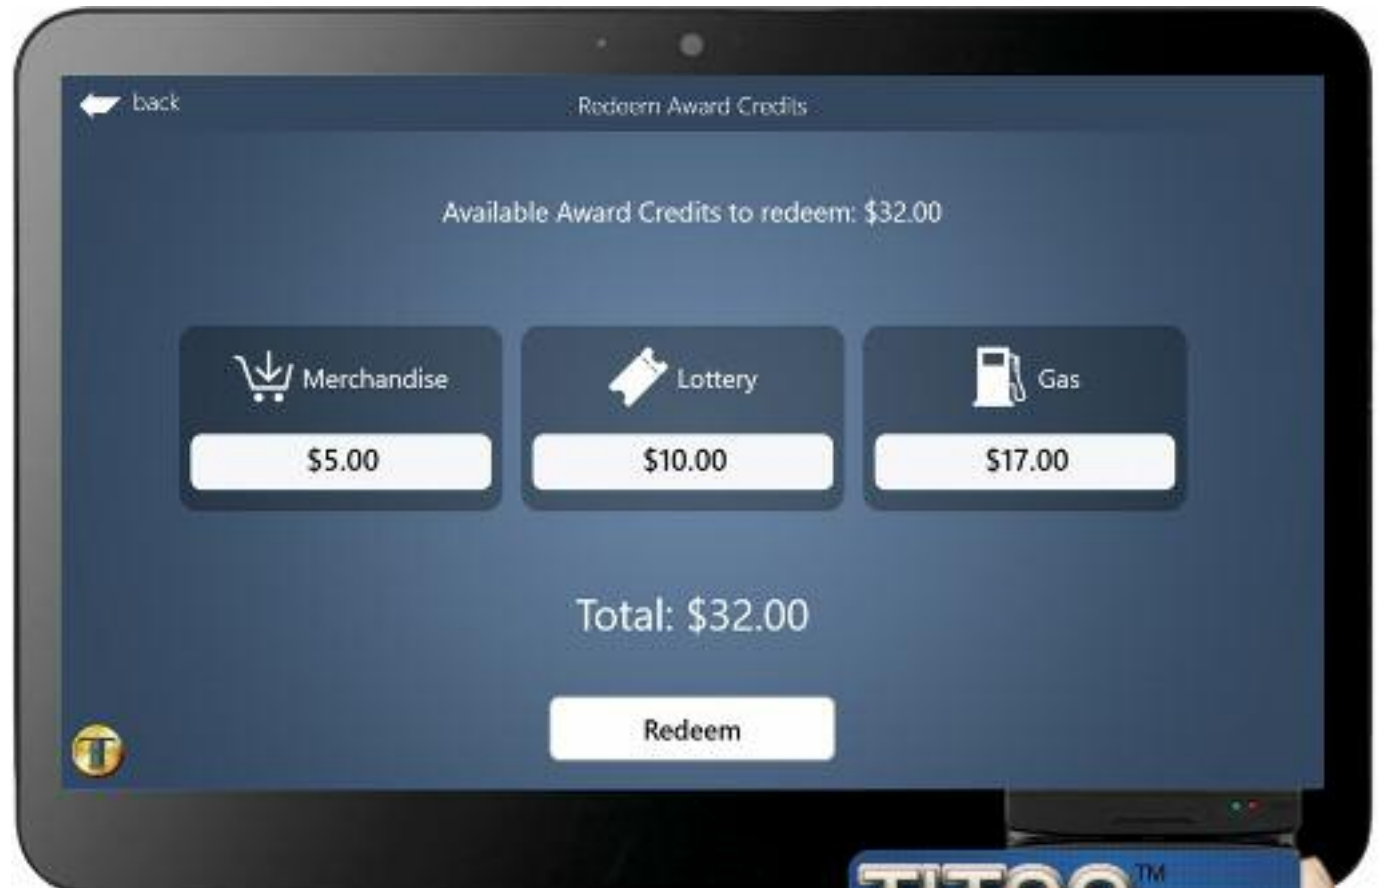 back
Redeem Award Credits
Available Award Credits to redeem: $32.00
Merchandise
Lottery
Gas
$5.00
$10.00
$17.00
Total: $32.00
Redeem
T
TM